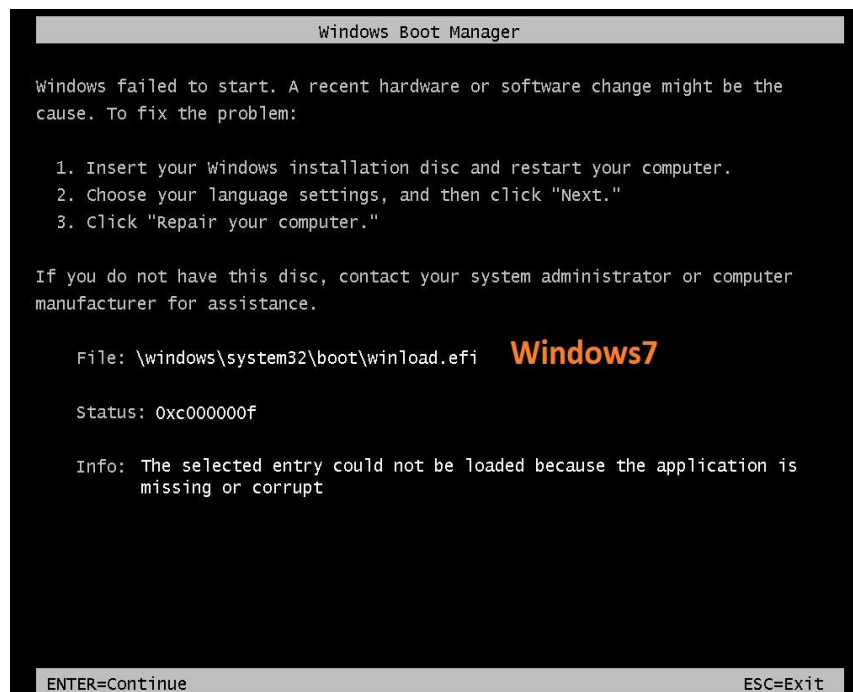 Windows Boot Manager
Windows failed to start. A recent hardware or software change might be the
cause. To fix the problem:
1. Insert your Windows installation disc and restart your computer.
2. Choose your language settings, and then click "Next."
3. Click "Repair your computer."
If you do not have this disc, contact your system administrator or computer
manufacturer for assistance.
File: \windows\system32\boot\winload.efi Windows7
Status: 0xc000000f
Info: The selected entry could not be loaded because the application is
missing or corrupt
ENTER=Continue ESC=Exit